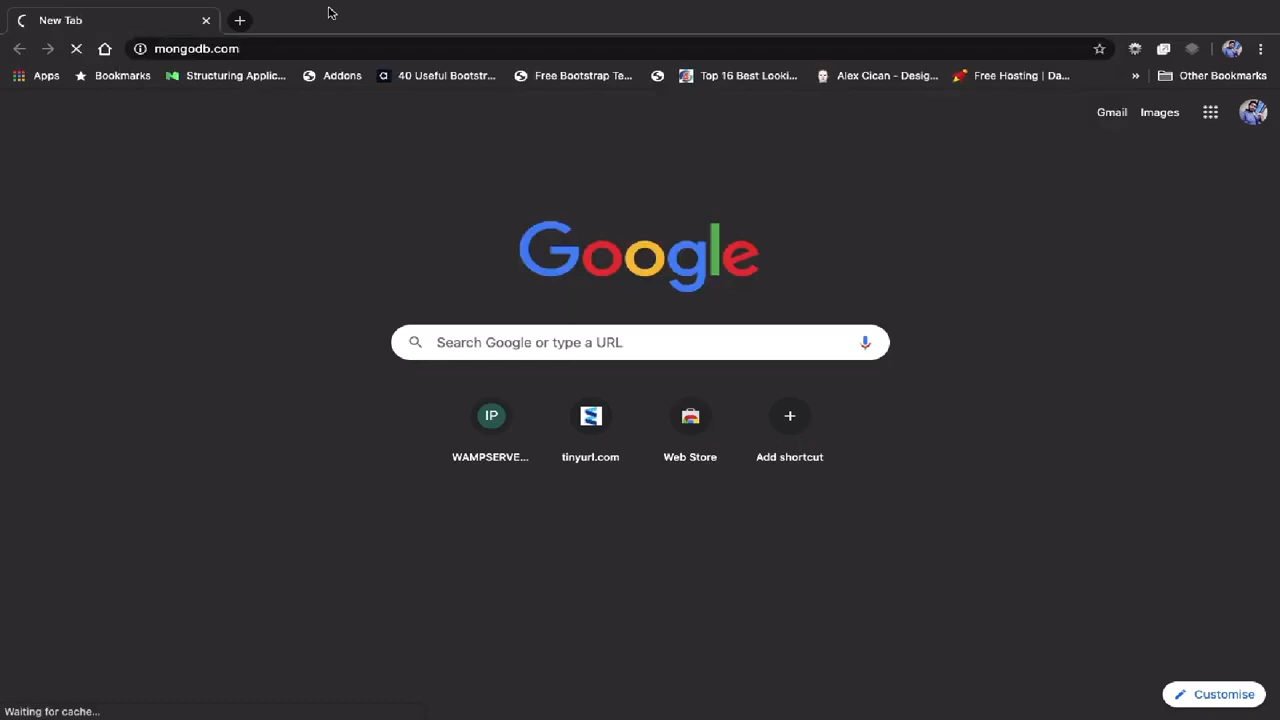 New Tab
mongodb.com
Apps
Bookmarks
Structuring Applic...
Addons
40 Useful Bootstr...
Free Bootstrap Te...
Top 16 Best Looki...
Alex Cican - Desig...
Free Hosting | Da...
»
Other Bookmarks
Gmail
Images
Google
Search Google or type a URL
IP
WAMPSERVE...
tinyurl.com
Web Store
Add shortcut
Customise
Waiting for cache...